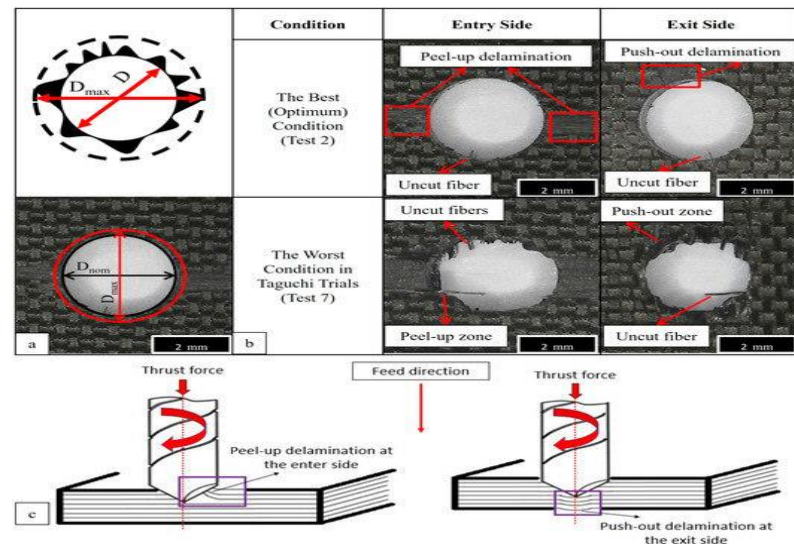 Condition
Entry Side
Exit Side
D
Dmax
The Best
(Optimum)
Condition
(Test 2)
Peel-up delamination
Uncut fiber
2 mm
Push-out delamination
Uncut fiber
2 mm
Dnom
~ Dmax
2 mm
a
b
The Worst
Condition in
Taguchi Trials
(Test 7)
Uncut fibers
Peel-up zone
2 mm
Push-out zone
Uncut fiber
2 mm
Thrust force
Feed direction
Thrust force
Peel-up delamination at
the enter side
c
Push-out delamination at
the exit side